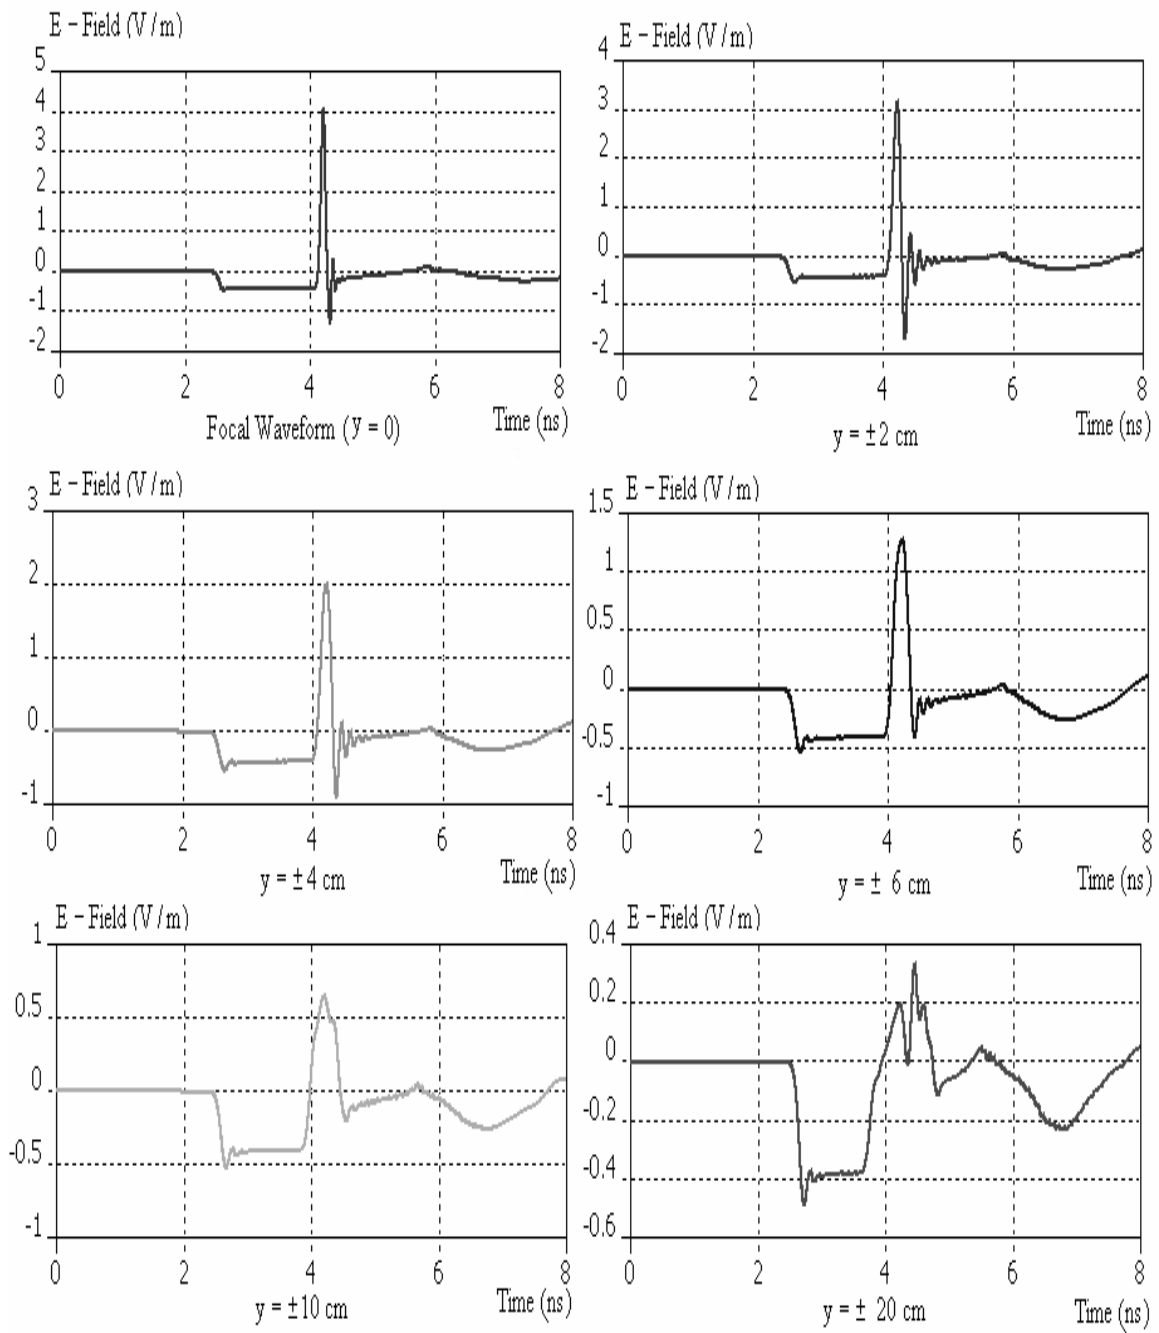 E - Field (V/m)
5
4
3
2
1
0
-1
-2
0 2 4 6 8
Focal Waveform (y = 0) Time (ns)
E - Field (V/m)
4
3
2
1
0
-1
-2
0 2 4 6 8
Time (ns)
y = ±2 cm
E - Field (V/m)
3
2
1
0
-1
0 2 4 6 8
y = ±4 cm Time (ns)
E - Field (V/m)
1.5
1
0.5
0
-0.5
-1
0 2 4 6 8
y = ± 6 cm Time (ns)
E - Field (V/m)
1
0.5
0
-0.5
-1
0 2 4 6 8
y = ±10 cm Time (ns)
E - Field (V/m)
0.4
0.2
0
-0.2
-0.4
-0.6
0 2 4 6 8
y = ± 20 cm Time (ns)